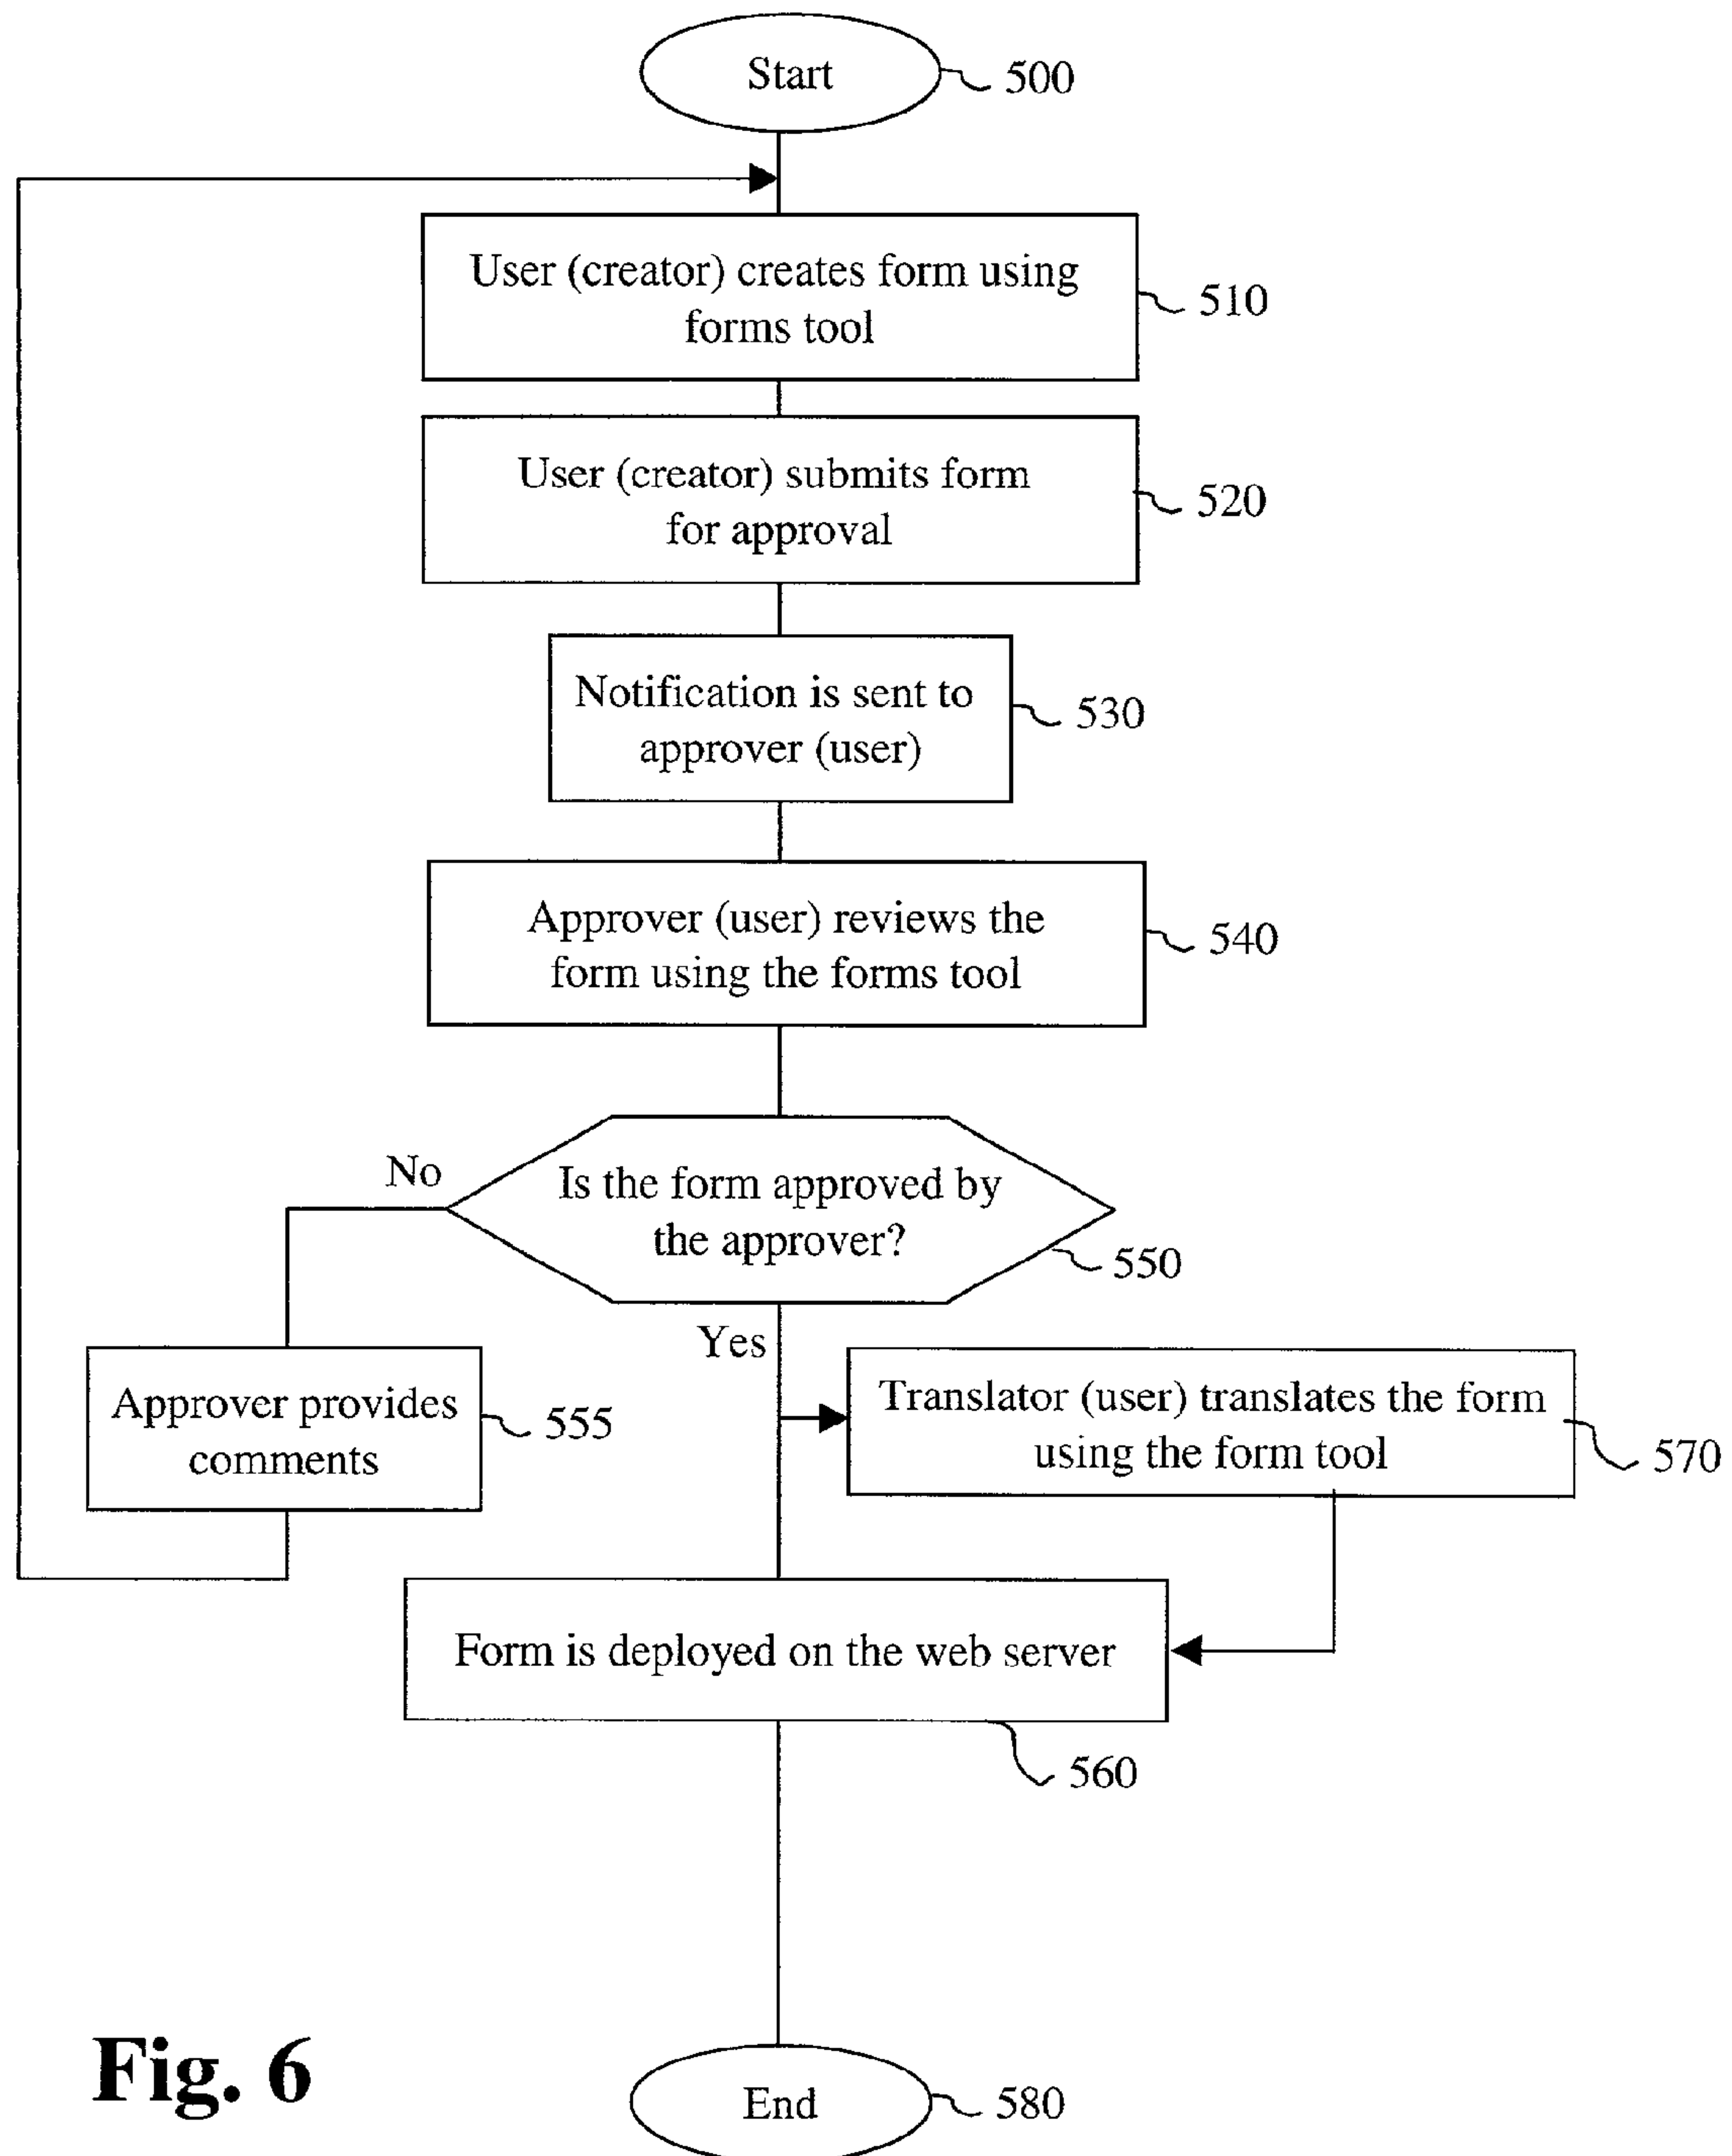 Start
500
User (creator) creates form using
forms tool
510
User (creator) submits form
for approval
520
Notification is sent to
approver (user)
530
Approver (user) reviews the
form using the forms tool
540
No
Is the form approved by
the approver?
550
Yes
Approver provides
comments
555
Translator (user) translates the form
using the form tool
570
Form is deployed on the web server
560
Fig. 6
End
580